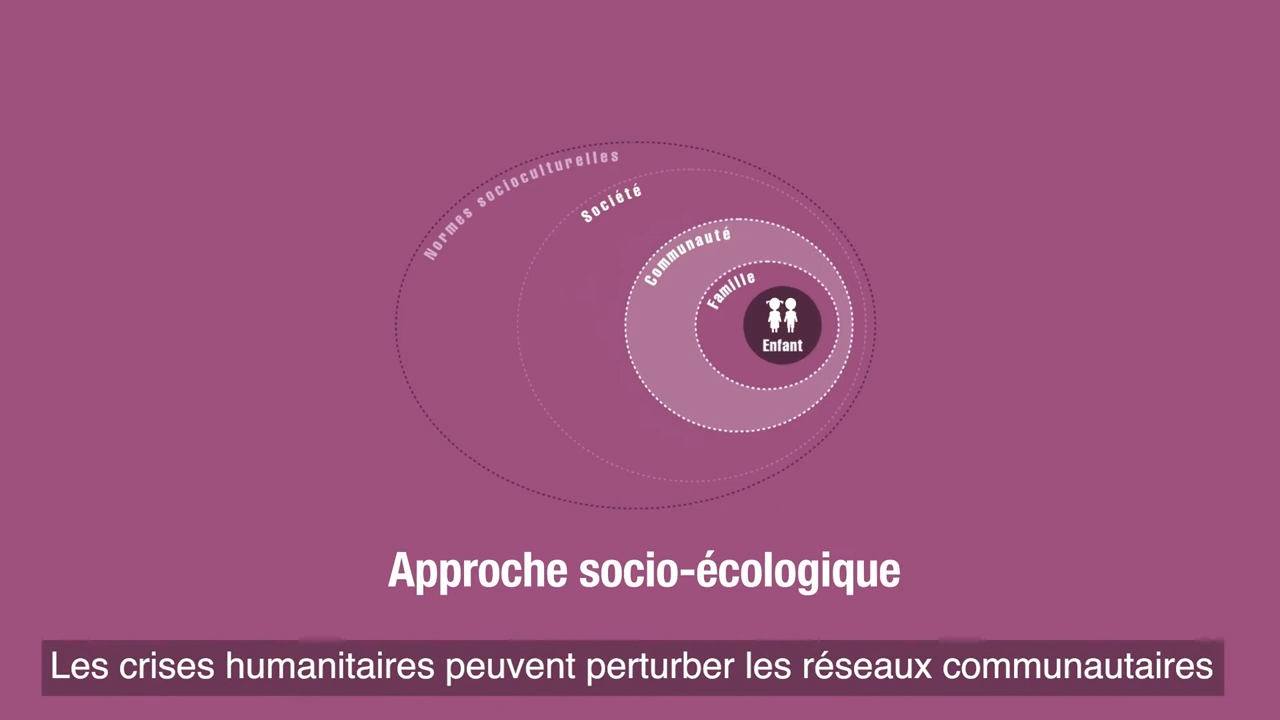 Normes socioculturelles
Société
Communauté
Famille
Enfant
Approche socio-écologique
Les crises humanitaires peuvent perturber les réseaux communautaires